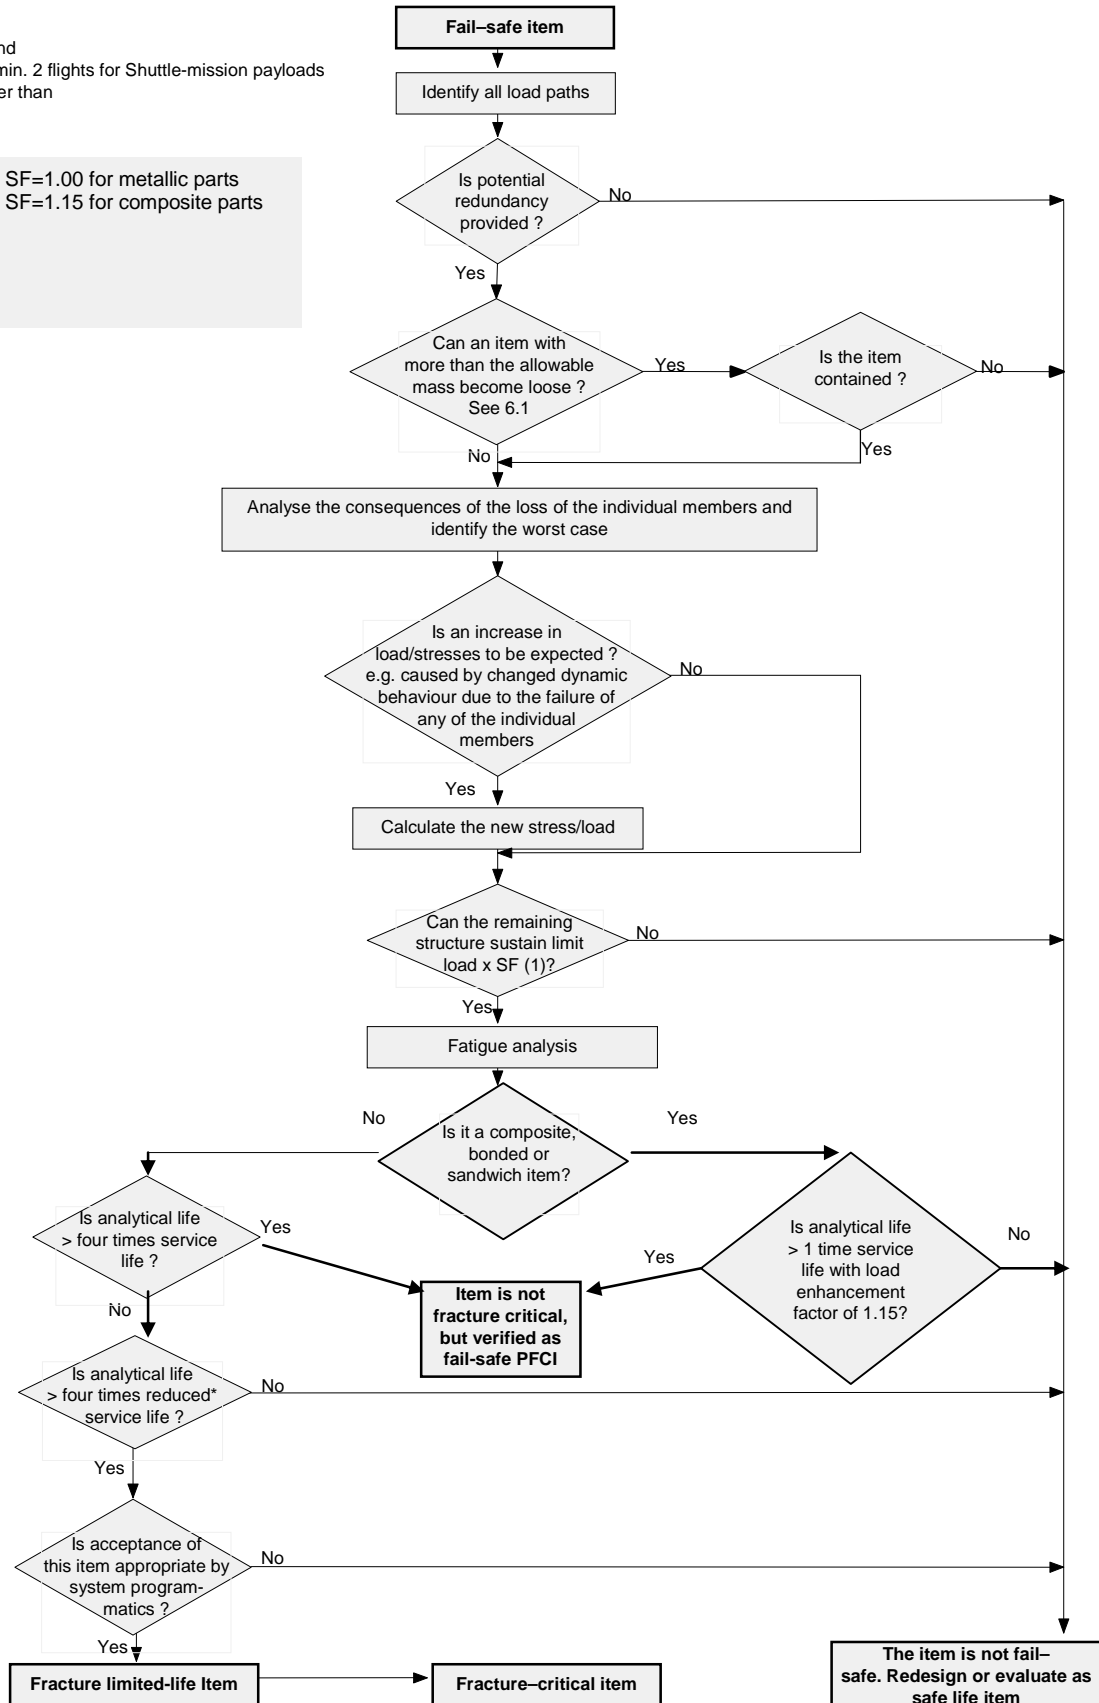 Fail–safe item
nd
min. 2 flights for Shuttle-mission payloads
er than
Identify all load paths
SF=1.00 for metallic parts
SF=1.15 for composite parts
Is potential
redundancy
provided ?
No
Yes
Can an item with
more than the allowable
mass become loose ?
See 6.1
Yes
Is the item
contained ?
No
Yes
No
Analyse the consequences of the loss of the individual members and
identify the worst case
Is an increase in
load/stresses to be expected ?
e.g. caused by changed dynamic
behaviour due to the failure of
any of the individual
members
No
Yes
Calculate the new stress/load
Can the remaining
structure sustain limit
load x SF (1)?
No
Yes
Fatigue analysis
No
Is it a composite,
bonded or
sandwich item?
Yes
Is analytical life
> four times service
life ?
Yes
Is analytical life
> 1 time service
life with load
enhancement
factor of 1.15?
No
Yes
Item is not
fracture critical,
but verified as
fail-safe PFCI
No
Is analytical life
> four times reduced*
service life ?
No
Yes
Is acceptance of
this item appropriate by
system program-
matics ?
No
Yes
Fracture limited-life Item
Fracture–critical item
The item is not fail–
safe. Redesign or evaluate as
safe life item